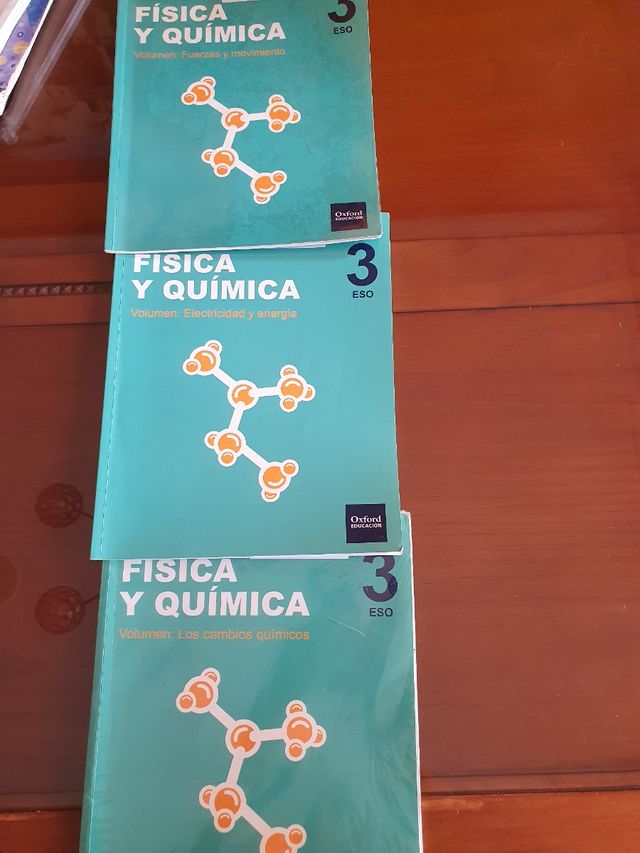 FÍSICA
Y QUÍMICA
3
ESO
Volumen: Fuerzas y movimiento
Oxford
EDUCACIÓN
FÍSICA
Y QUÍMICA
3
ESO
Volumen: Electricidad y energía
Oxford
EDUCACIÓN
FÍSICA
Y QUÍMICA
3
ESO
Volumen: Los cambios químicos